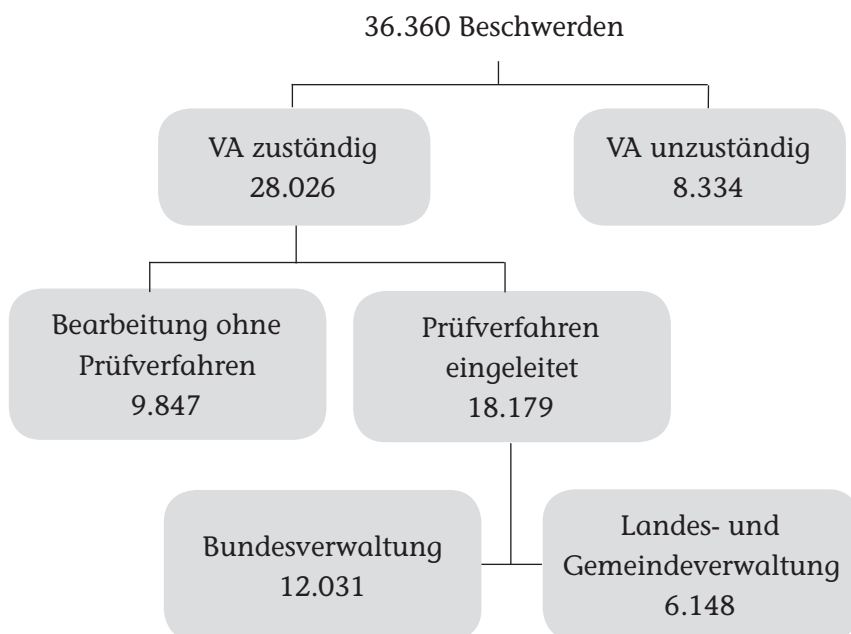 36.360 Beschwerden
VA zuständig
28.026
VA unzuständig
8.334
Bearbeitung ohne
Prüfverfahren
9.847
Prüfverfahren
eingeleitet
18.179
Bundesverwaltung
12.031
Landes- und
Gemeindeverwaltung
6.148